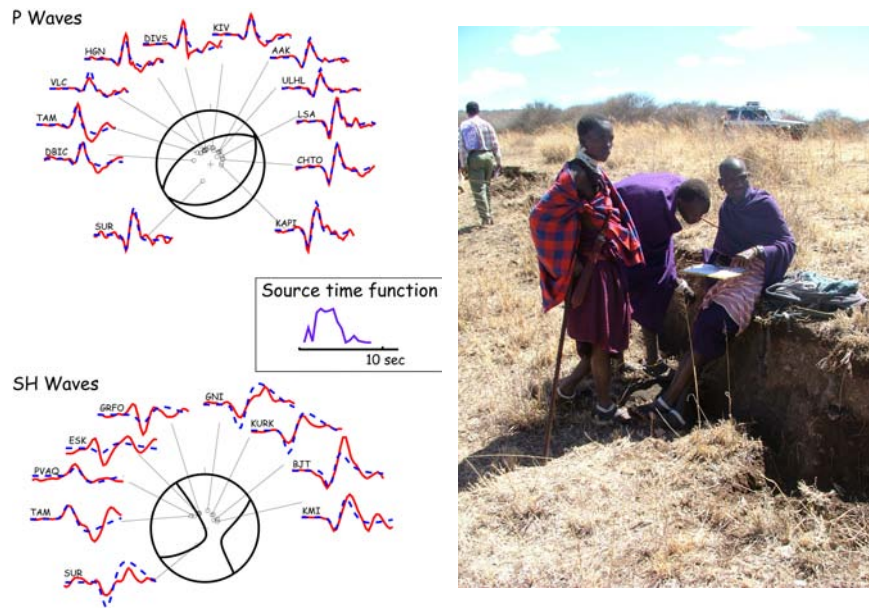 P Waves
KIV
DIVS
HGN
AAK
VLC
ULHL
TAM
LSA
DBIC
CHTO
SUR
KAPI
Source time function
10 sec
SH Waves
GNI
GRFO
KURK
ESK
BJT
PVAQ
TAM
KMI
SUR